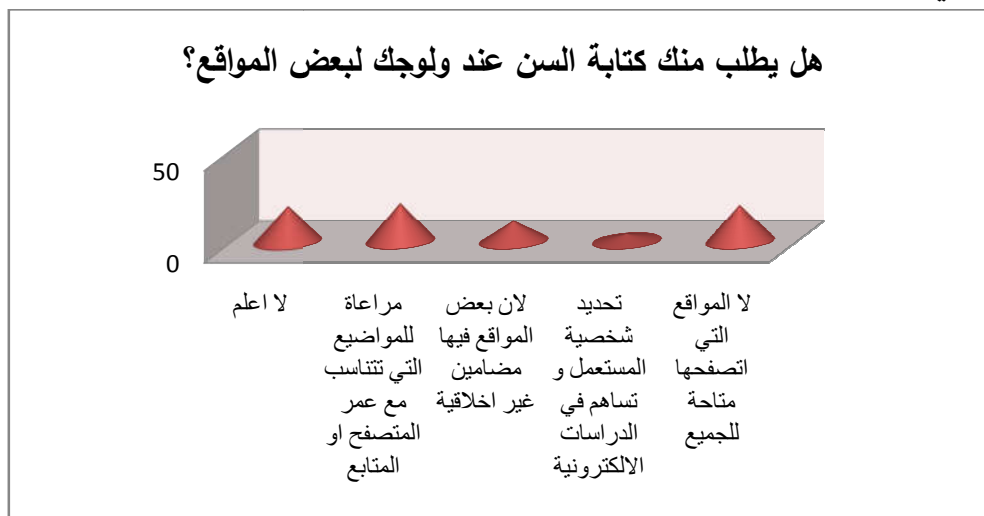 هل يطلب منك كتابة السن عند ولوجك لبعض المواقع؟
50
0
لا اعلم
مراعاة
للمواضيع
التي تتناسب
مع عمر
المتصفح او
المتابع
لان بعض
المواقع فيها
مضامين
غير اخلاقية
تحديد
شخصية
المستعمل و
تساهم في
الدراسات
الالكترونية
لا المواقع
التي
اتصفحها
متاحة
للجميع